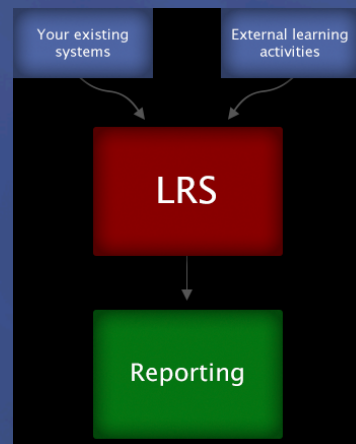 Your existing
systems
External learning
activities
LRS
Reporting